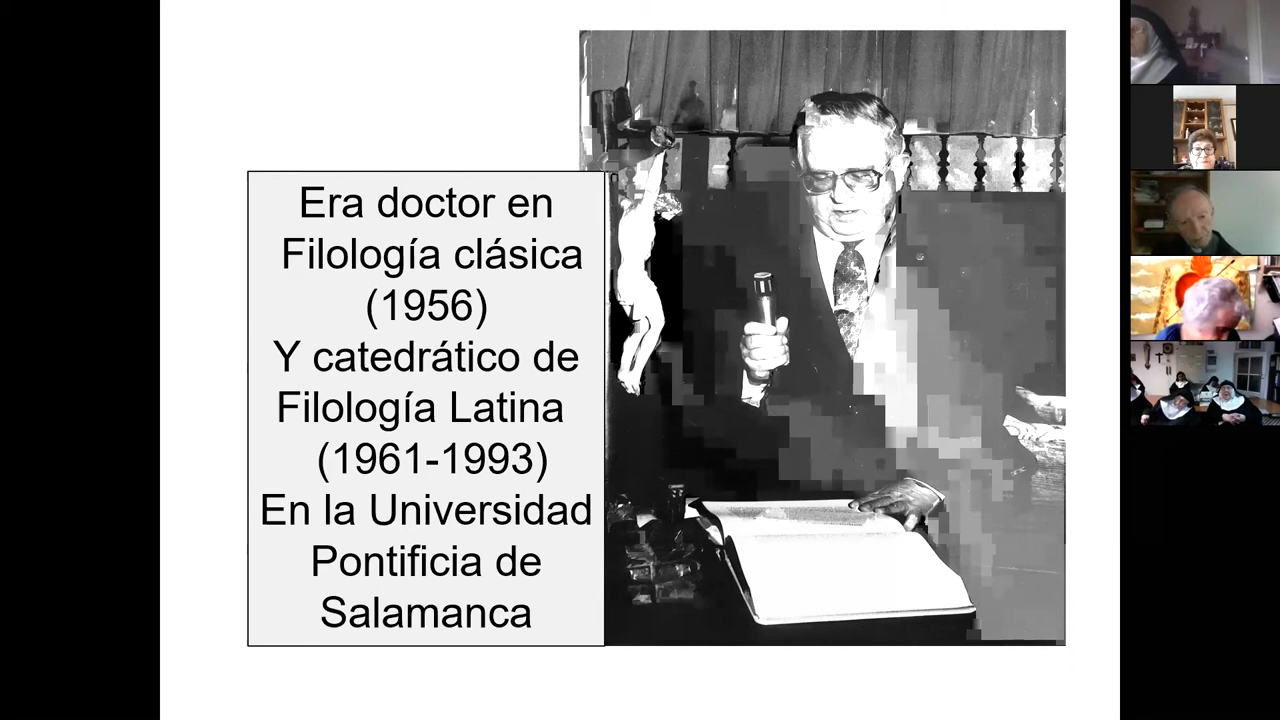 Era doctor en
Filología clásica
(1956)
Y catedrático de
Filología Latina
(1961-1993)
En la Universidad
Pontificia de
Salamanca